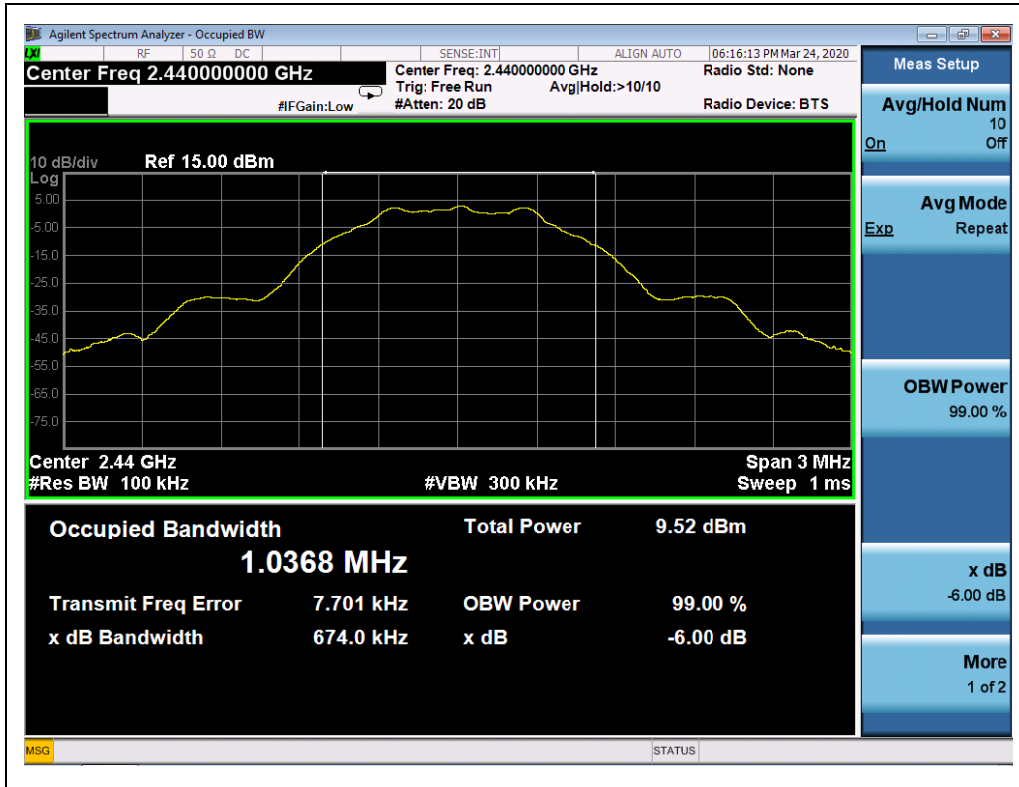 Agilent Spectrum Analyzer - Occupied BW
LXI RF 50 Ω DC SENSE:INT ALIGN AUTO 06:16:13 PM Mar 24, 2020
Center Freq 2.440000000 GHz
Center Freq: 2.440000000 GHz
Radio Std: None
Trig: Free Run Avg|Hold:>10/10
#IFGain:Low #Atten: 20 dB Radio Device: BTS
10 dB/div Ref 15.00 dBm
Log
5.00
-5.00
-15.0
-25.0
-35.0
-45.0
-55.0
-65.0
-75.0
Center 2.44 GHz Span 3 MHz
#Res BW 100 kHz #VBW 300 kHz Sweep 1 ms
Occupied Bandwidth Total Power 9.52 dBm
1.0368 MHz
Transmit Freq Error 7.701 kHz OBW Power 99.00 %
x dB Bandwidth 674.0 kHz x dB -6.00 dB
Meas Setup
Avg/Hold Num
10
On Off
Avg Mode
Exp Repeat
OBW Power
99.00 %
x dB
-6.00 dB
More
1 of 2
MSG STATUS